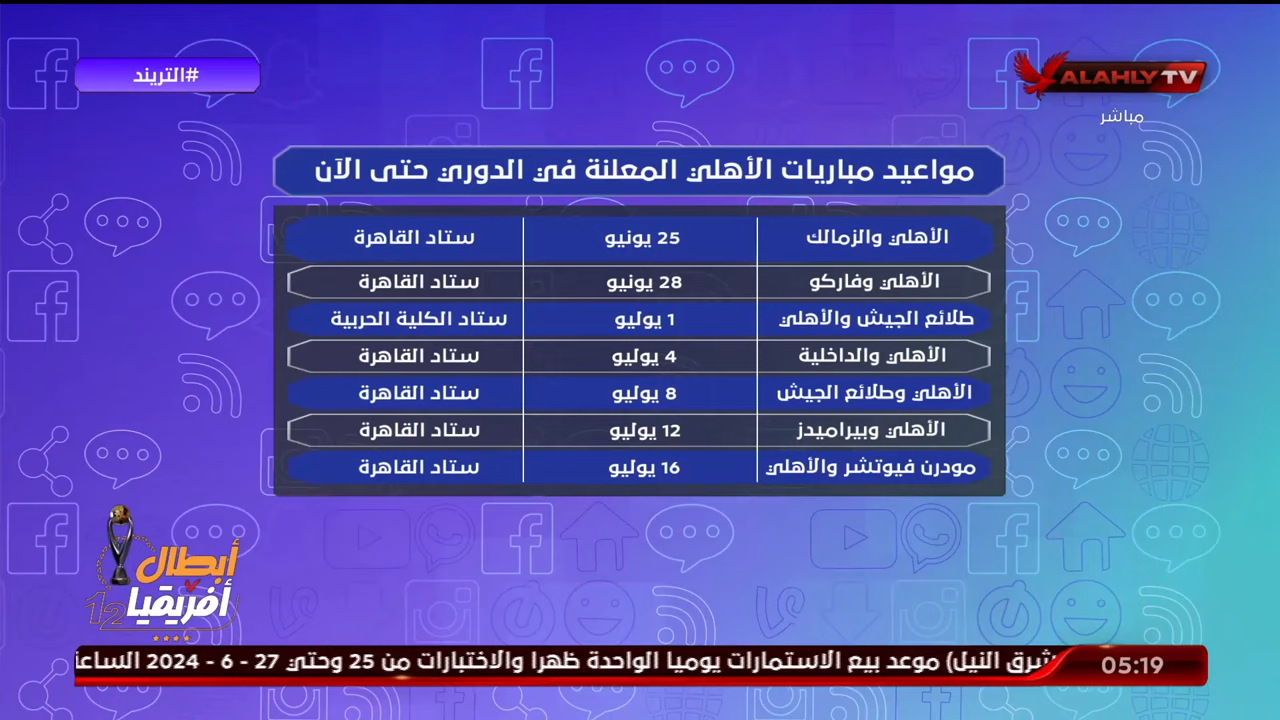 #التريند
ALAHLY TV
مباشر
مواعيد مباريات الأهلي المعلنة في الدوري حتى الآن
الأهلي والزمالك 25 يونيو ستاد القاهرة
الأهلي وفاركو 28 يونيو ستاد القاهرة
طلائع الجيش والأهلي 1 يوليو ستاد الكلية الحربية
الأهلي والداخلية 4 يوليو ستاد القاهرة
الأهلي وطلائع الجيش 8 يوليو ستاد القاهرة
الأهلي وبيراميدز 12 يوليو ستاد القاهرة
مودرن فيوتشر والأهلي 16 يوليو ستاد القاهرة
أبطال
أفريقيا 12
شرق النيل) موعد بيع الاستمارات يوميا الواحدة ظهرا والاختبارات من 25 وحتي 27 - 6 - 2024
05:19